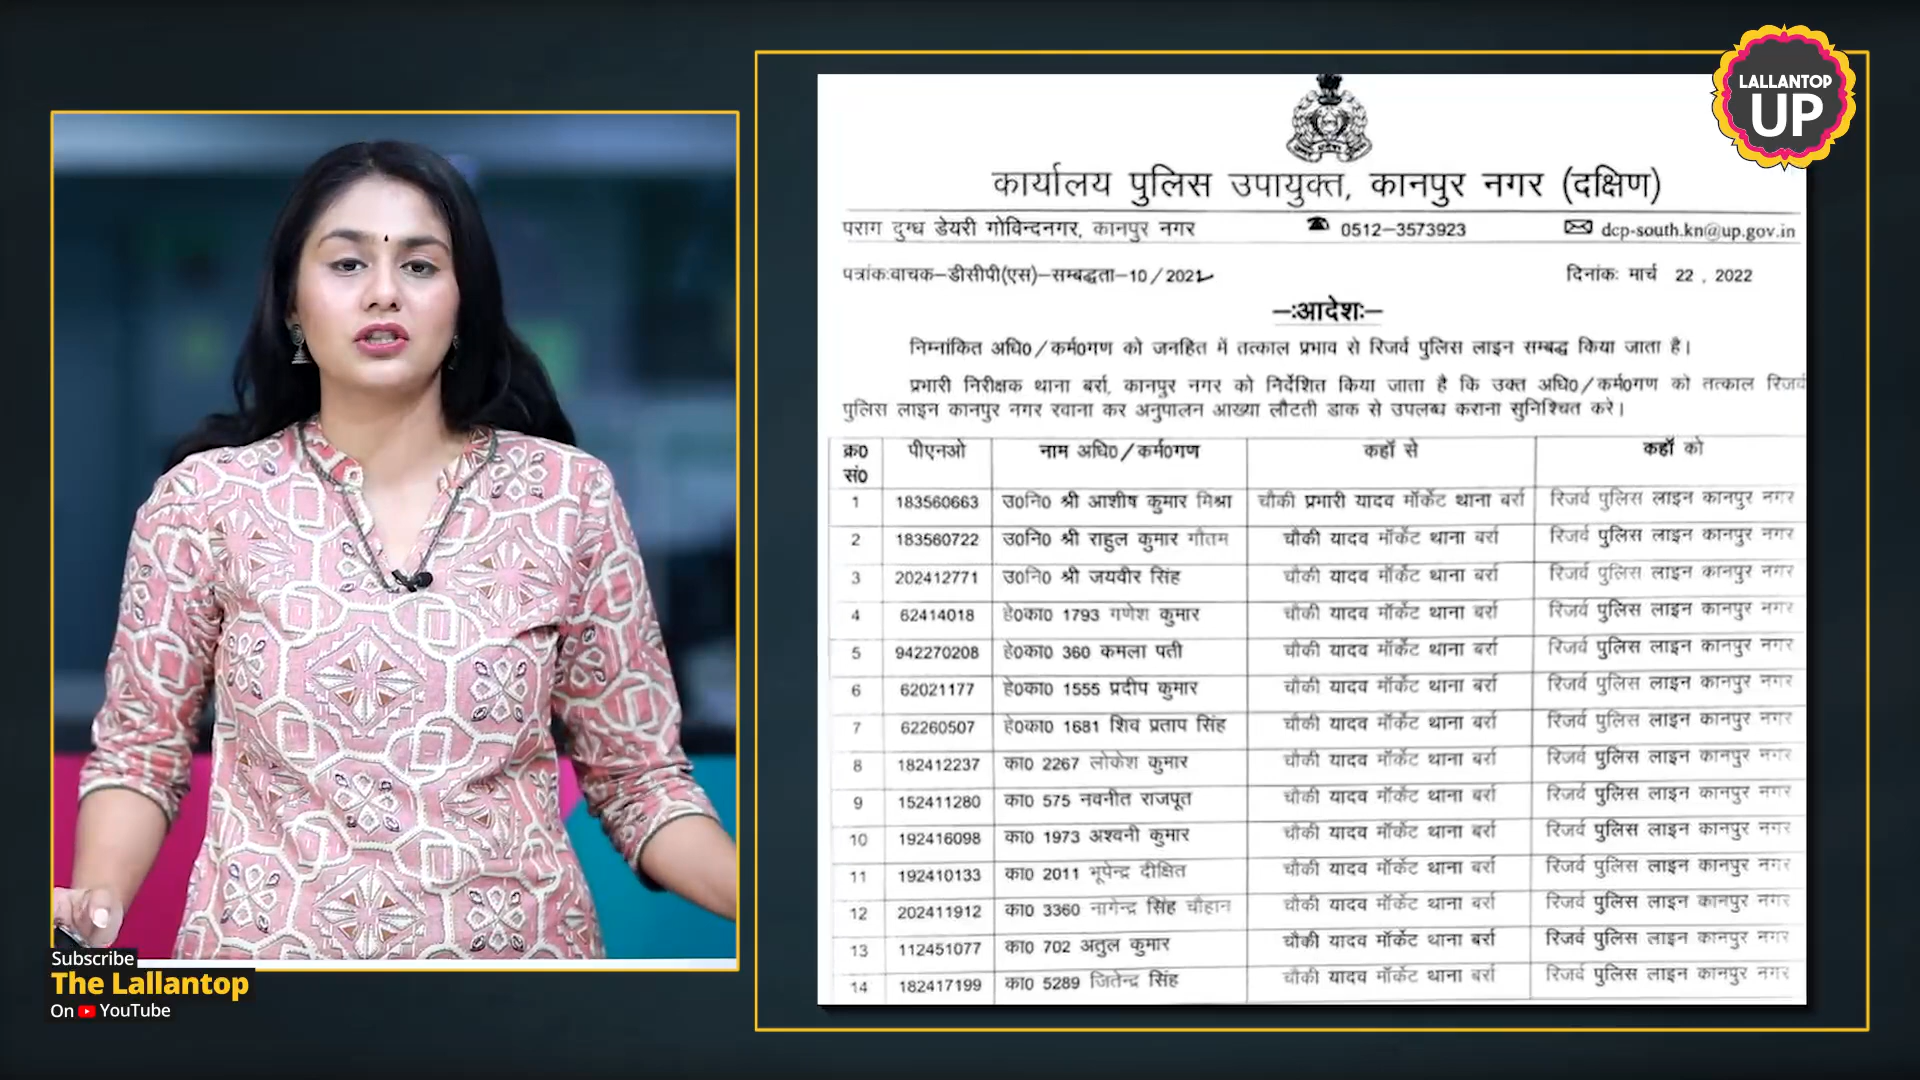 LALLANTOP
UP
कार्यालय पुलिस उपायुक्त, कानपुर नगर (दक्षिण)
पराग दुग्ध डेयरी गोविन्दनगर, कानपुर नगर 0512–3573923 dcp-south.kn@up.gov.in
पत्रांकःवाचक–डीसीपी(एस)–सम्बद्धता–10/2022 दिनांकः मार्च 22 , 2022
–ःआदेशः–
निम्नांकित अधि0/कर्म0गण को जनहित में तत्काल प्रभाव से रिजर्व पुलिस लाइन सम्बद्ध किया जाता है।
प्रभारी निरीक्षक थाना बर्रा, कानपुर नगर को निर्देशित किया जाता है कि उक्त अधि0/कर्म0गण को तत्काल रिजर्व
पुलिस लाइन कानपुर नगर रवाना कर अनुपालन आख्या लौटती डाक से उपलब्ध कराना सुनिश्चित करे।
क्र0 सं0 पीएनओ नाम अधि0/कर्म0गण कहॉ से कहॉ को
1 183560663 उ0नि0 श्री आशीष कुमार मिश्रा चौकी प्रभारी यादव मॉर्केट थाना बर्रा रिजर्व पुलिस लाइन कानपुर नगर
2 183560722 उ0नि0 श्री राहुल कुमार गौतम चौकी यादव मॉर्केट थाना बर्रा रिजर्व पुलिस लाइन कानपुर नगर
3 202412771 उ0नि0 श्री जयवीर सिंह चौकी यादव मॉर्केट थाना बर्रा रिजर्व पुलिस लाइन कानपुर नगर
4 62414018 हे0का0 1793 गणेश कुमार चौकी यादव मॉर्केट थाना बर्रा रिजर्व पुलिस लाइन कानपुर नगर
5 942270208 हे0का0 360 कमला पती चौकी यादव मॉर्केट थाना बर्रा रिजर्व पुलिस लाइन कानपुर नगर
6 62021177 हे0का0 1555 प्रदीप कुमार चौकी यादव मॉर्केट थाना बर्रा रिजर्व पुलिस लाइन कानपुर नगर
7 62260507 हे0का0 1681 शिव प्रताप सिंह चौकी यादव मॉर्केट थाना बर्रा रिजर्व पुलिस लाइन कानपुर नगर
8 182412237 का0 2267 लोकेश कुमार चौकी यादव मॉर्केट थाना बर्रा रिजर्व पुलिस लाइन कानपुर नगर
9 152411280 का0 575 नवनीत राजपूत चौकी यादव मॉर्केट थाना बर्रा रिजर्व पुलिस लाइन कानपुर नगर
10 192416098 का0 1973 अश्वनी कुमार चौकी यादव मॉर्केट थाना बर्रा रिजर्व पुलिस लाइन कानपुर नगर
11 192410133 का0 2011 भूपेन्द्र दीक्षित चौकी यादव मॉर्केट थाना बर्रा रिजर्व पुलिस लाइन कानपुर नगर
12 202411912 का0 3360 नागेन्द्र सिंह चौहान चौकी यादव मॉर्केट थाना बर्रा रिजर्व पुलिस लाइन कानपुर नगर
13 112451077 का0 702 अतुल कुमार चौकी यादव मॉर्केट थाना बर्रा रिजर्व पुलिस लाइन कानपुर नगर
14 182417199 का0 5289 जितेन्द्र सिंह चौकी यादव मॉर्केट थाना बर्रा रिजर्व पुलिस लाइन कानपुर नगर
Subscribe
The Lallantop
On YouTube